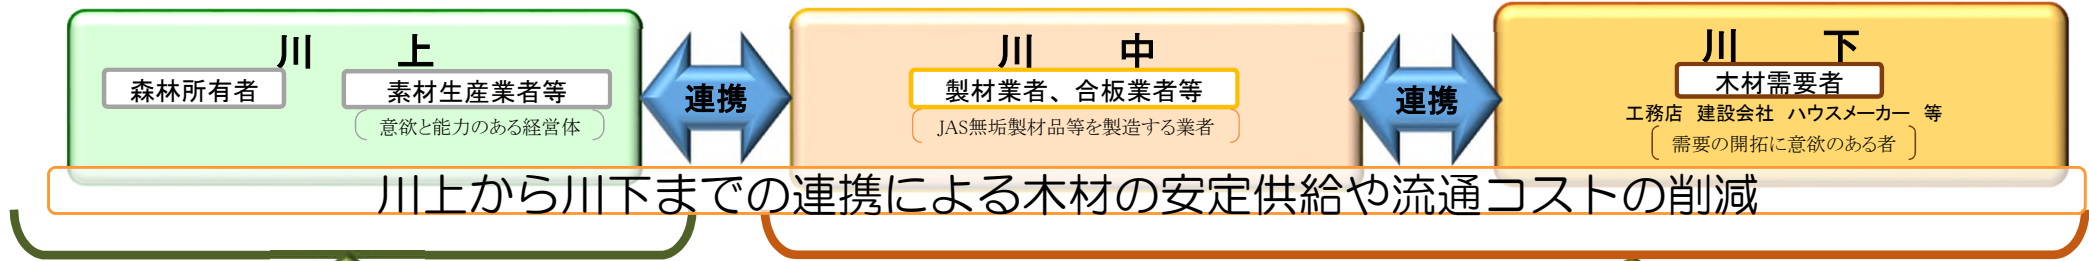 川 上
森林所有者
素材生産業者等
意欲と能力のある経営体
連携
川 中
製材業者、合板業者等
JAS無垢製材品等を製造する業者
連携
川 下
木材需要者
工務店 建設会社 ハウスメーカー 等
需要の開拓に意欲のある者
川上から川下までの連携による木材の安定供給や流通コストの削減